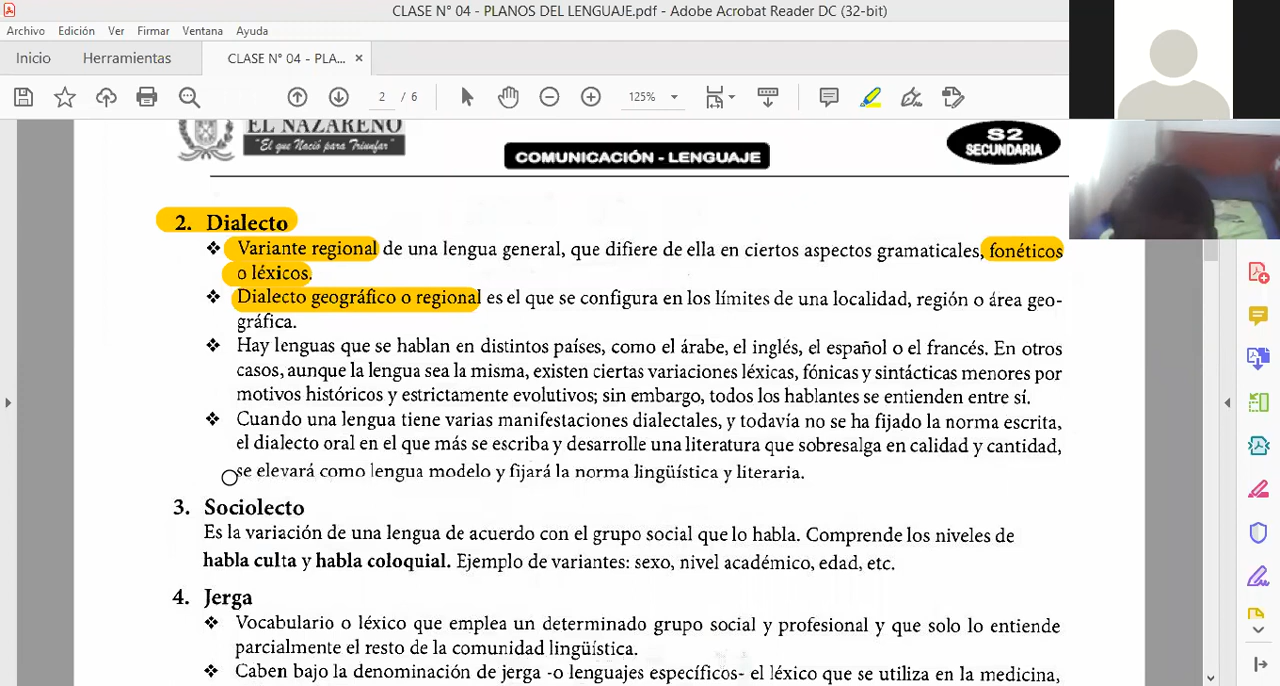 CLASE N° 04 - PLANOS DEL LENGUAJE.pdf - Adobe Acrobat Reader DC (32-bit)
Archivo Edición Ver Firmar Ventana Ayuda
Inicio Herramientas CLASE N° 04 - PLA... ×
2 / 6 125%
EL NAZARENO
"El que Nació para Triunfar"
COMUNICACIÓN - LENGUAJE
S2
SECUNDARIA
2. Dialecto
❖ Variante regional de una lengua general, que difiere de ella en ciertos aspectos gramaticales, fonéticos
o léxicos.
❖ Dialecto geográfico o regional es el que se configura en los límites de una localidad, región o área geo-
gráfica.
❖ Hay lenguas que se hablan en distintos países, como el árabe, el inglés, el español o el francés. En otros
casos, aunque la lengua sea la misma, existen ciertas variaciones léxicas, fónicas y sintácticas menores por
motivos históricos y estrictamente evolutivos; sin embargo, todos los hablantes se entienden entre sí.
❖ Cuando una lengua tiene varias manifestaciones dialectales, y todavía no se ha fijado la norma escrita,
el dialecto oral en el que más se escriba y desarrolle una literatura que sobresalga en calidad y cantidad,
se elevará como lengua modelo y fijará la norma lingüística y literaria.
3. Sociolecto
Es la variación de una lengua de acuerdo con el grupo social que lo habla. Comprende los niveles de
habla culta y habla coloquial. Ejemplo de variantes: sexo, nivel académico, edad, etc.
4. Jerga
❖ Vocabulario o léxico que emplea un determinado grupo social y profesional y que solo lo entiende
parcialmente el resto de la comunidad lingüística.
❖ Caben bajo la denominación de jerga -o lenguajes específicos- el léxico que se utiliza en la medicina,